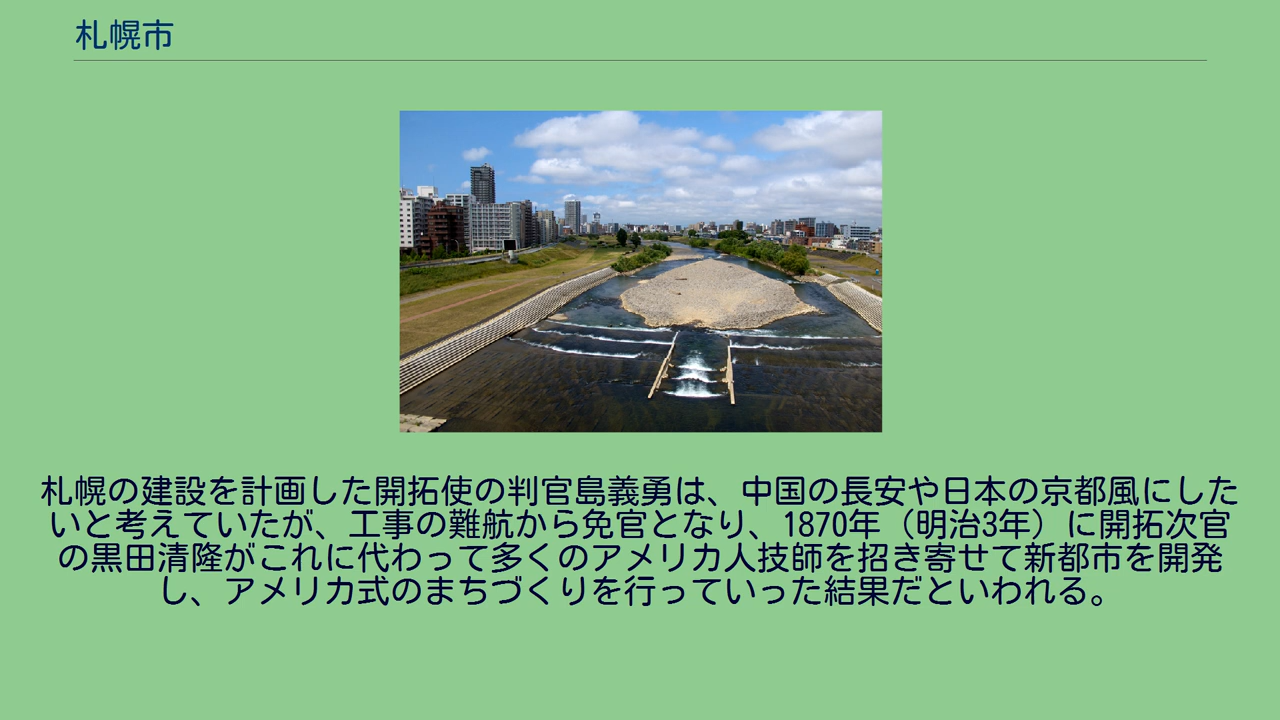 札幌市
札幌の建設を計画した開拓使の判官島義勇は、中国の長安や日本の京都風にした
いと考えていたが、工事の難航から免官となり、1870年（明治3年）に開拓次官
の黒田清隆がこれに代わって多くのアメリカ人技師を招き寄せて新都市を開発
し、アメリカ式のまちづくりを行っていった結果だといわれる。